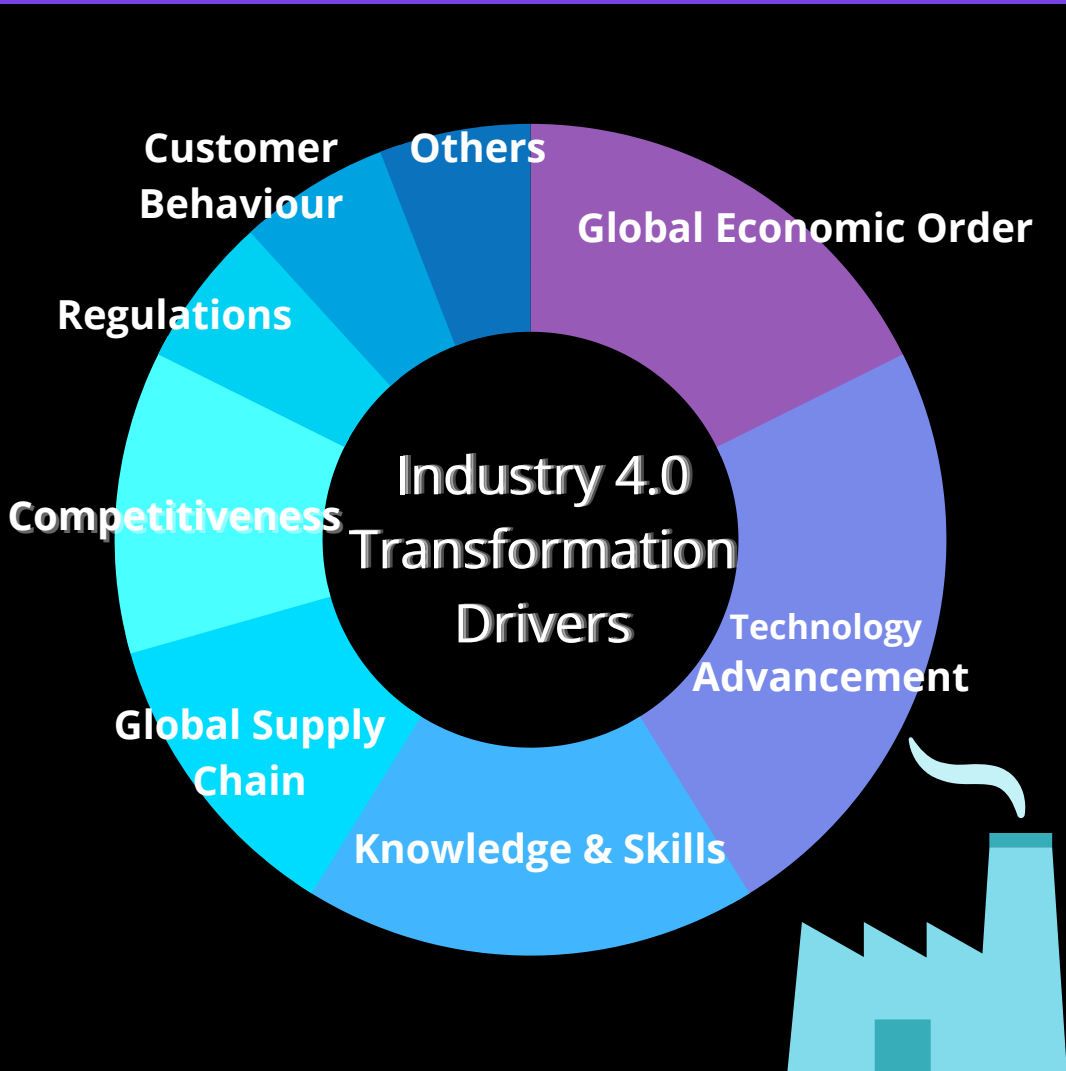 Customer
Behaviour
Others
Global Economic Order
Regulations
Competitiveness
Industry 4.0
Transformation
Drivers
Technology
Advancement
Global Supply
Chain
Knowledge & Skills